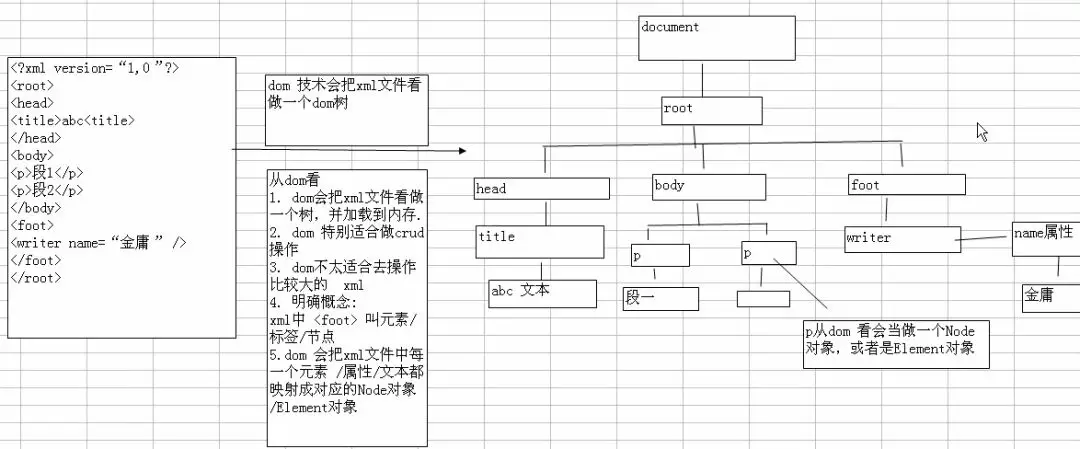 <?xml version=“1,0”?>
<root>
<head>
<title>abc<title>
</head>
<body>
<p>段1</p>
<p>段2</p>
</body>
<foot>
<writer name=“金庸” />
</foot>
</root>
dom 技术会把xml文件看
做一个dom树
从dom看
1. dom会把xml文件看做
一个树，并加载到内存.
2. dom 特别适合做crud
操作
3. dom不太适合去操作
比较大的 xml
4. 明确概念:
xml中 <foot> 叫元素/
标签/节点
5.dom 会把xml文件中每
一个元素 /属性/文本都
映射成对应的Node对象
/Element对象
document
root
head
body
foot
title
p
p
writer
name属性
abc 文本
段一
金庸
p从dom 看会当做一个Node
对象，或者是Element对象